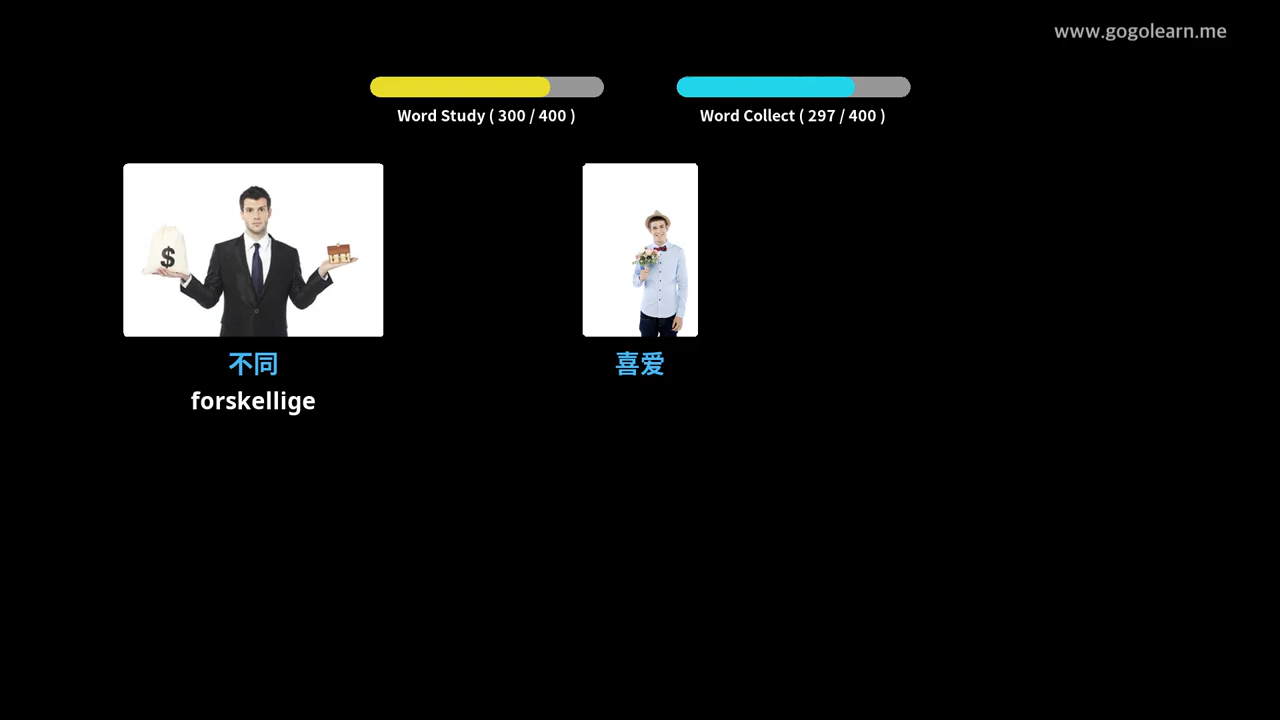 www.gogolearn.me
Word Study ( 300 / 400 )
Word Collect ( 297 / 400 )
$
不同
喜爱
forskellige